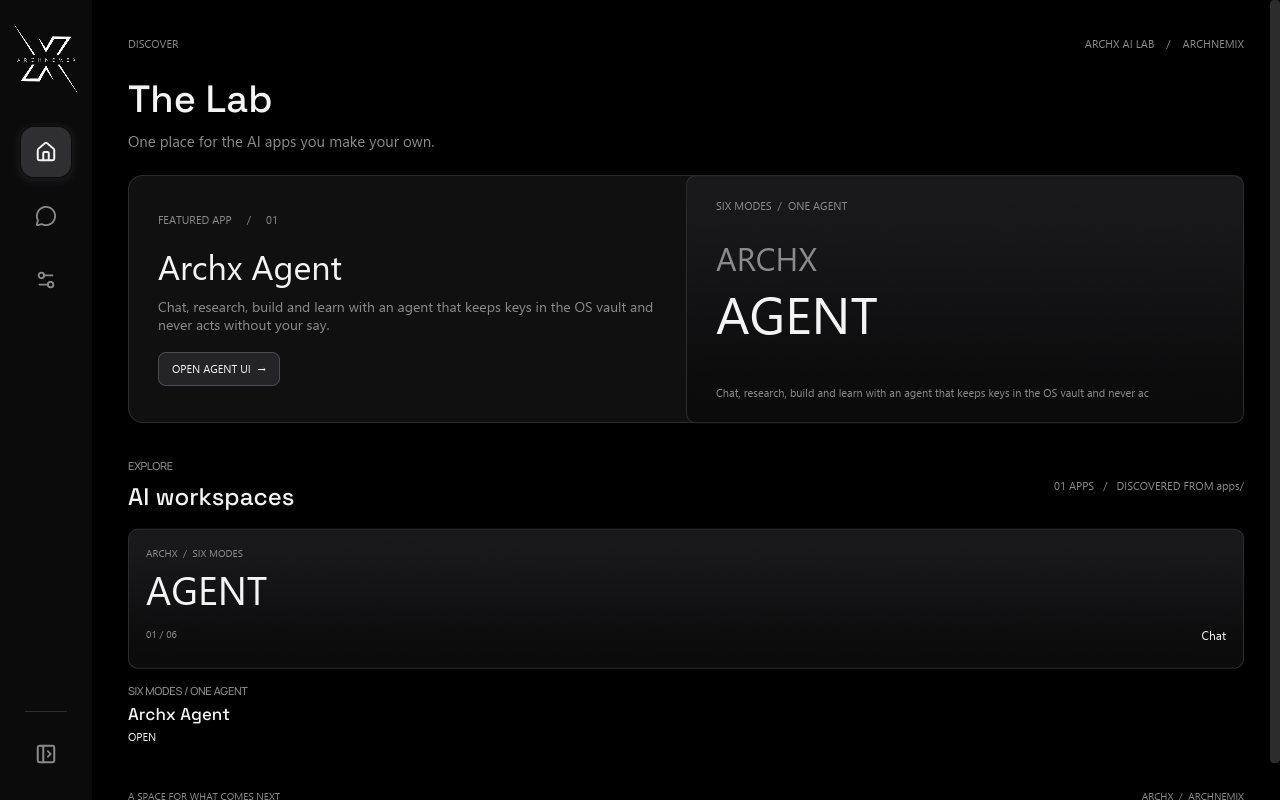 ARCHNEMIX
DISCOVER
ARCHX AI LAB / ARCHNEMIX
The Lab
One place for the AI apps you make your own.
FEATURED APP / 01
Archx Agent
Chat, research, build and learn with an agent that keeps keys in the OS vault and
never acts without your say.
OPEN AGENT UI →
SIX MODES / ONE AGENT
ARCHX
AGENT
Chat, research, build and learn with an agent that keeps keys in the OS vault and never ac
EXPLORE
AI workspaces
01 APPS / DISCOVERED FROM apps/
ARCHX / SIX MODES
AGENT
01 / 06
Chat
SIX MODES / ONE AGENT
Archx Agent
OPEN
A SPACE FOR WHAT COMES NEXT
ARCHX / ARCHNEMIX